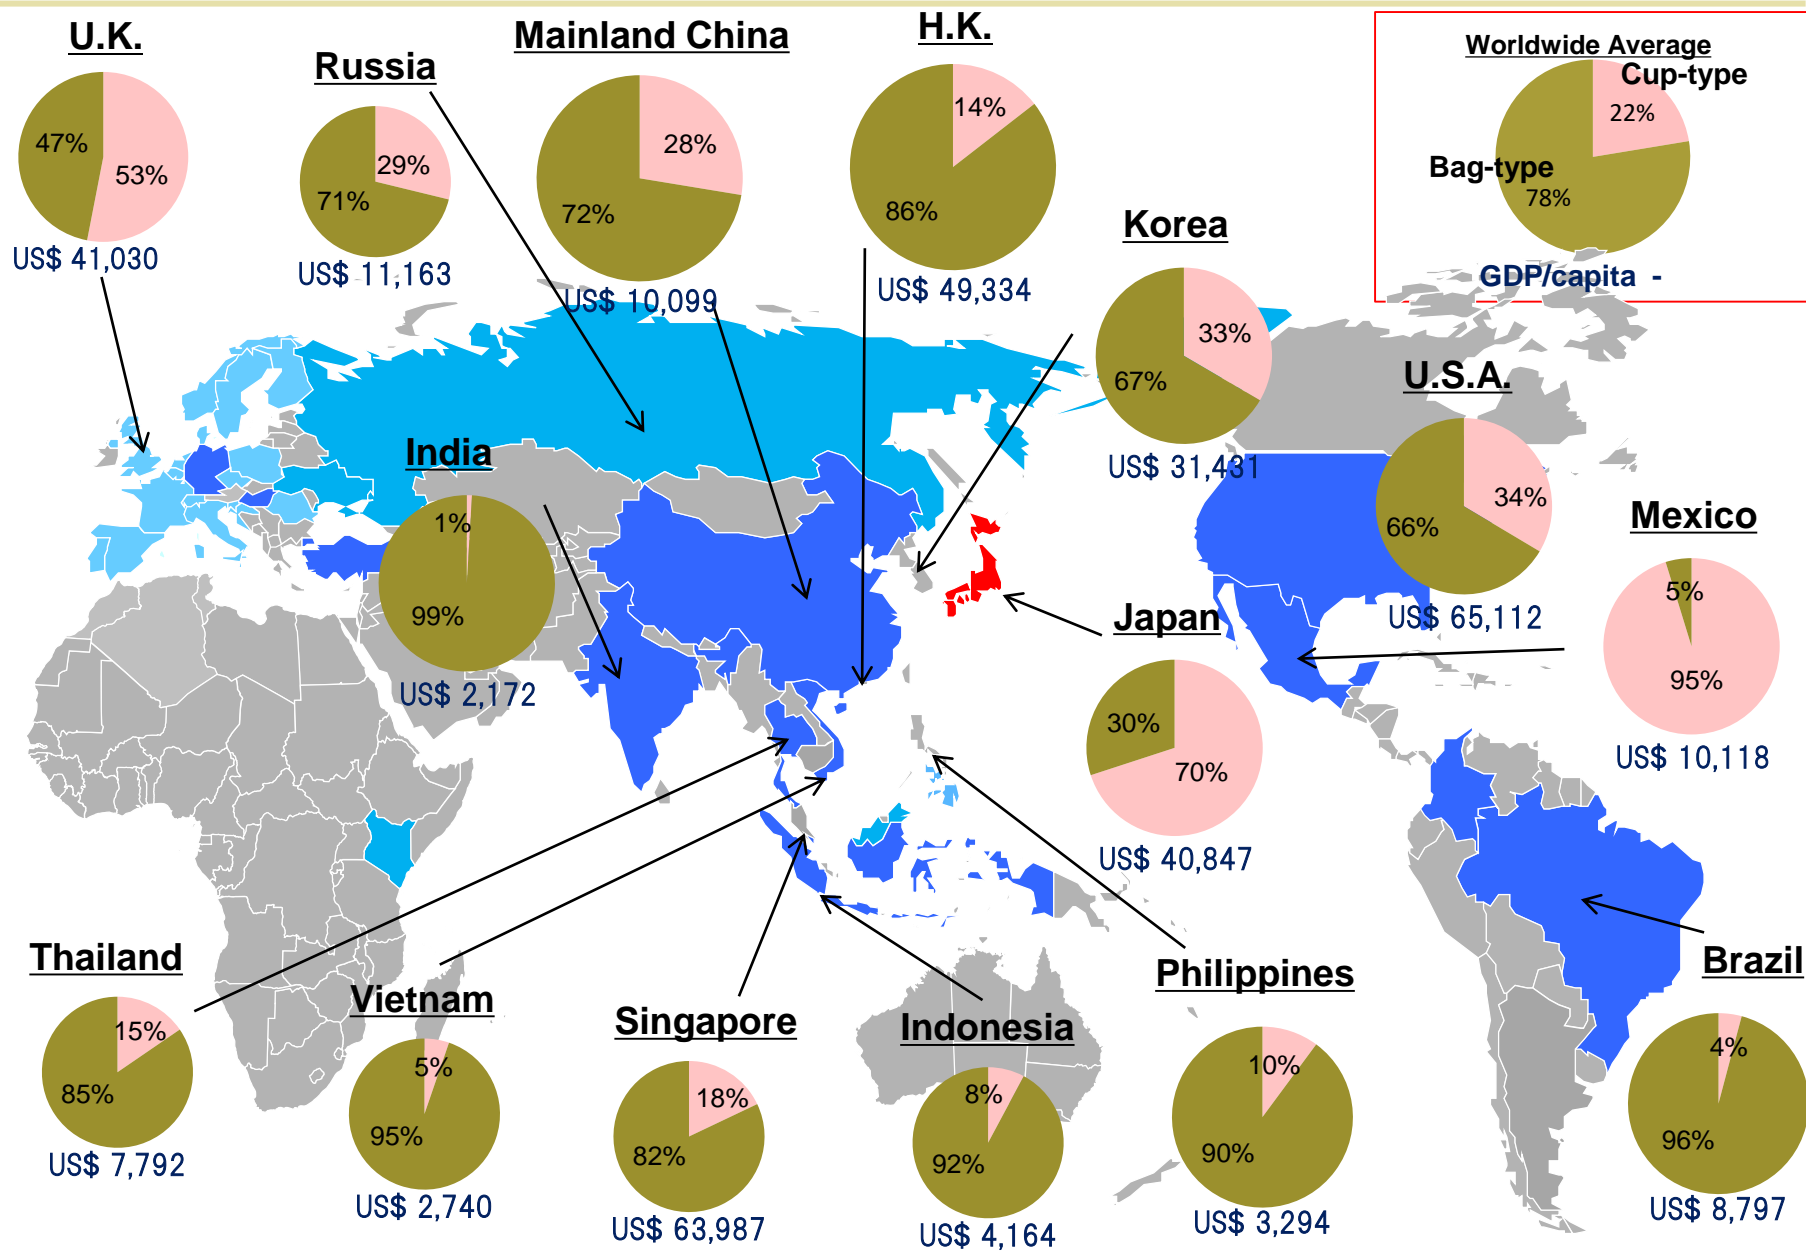 U.K.
47%
53%
US$ 41,030
Russia
29%
71%
US$ 11,163
Mainland China
28%
72%
US$ 10,099
H.K.
14%
86%
US$ 49,334
Worldwide Average
Cup-type
22%
Bag-type
78%
GDP/capita -
Korea
33%
67%
US$ 31,431
U.S.A.
34%
66%
US$ 65,112
India
1%
99%
US$ 2,172
Mexico
5%
95%
US$ 10,118
Japan
30%
70%
US$ 40,847
Thailand
15%
85%
US$ 7,792
Vietnam
5%
95%
US$ 2,740
Singapore
18%
82%
US$ 63,987
Indonesia
8%
92%
US$ 4,164
Philippines
10%
90%
US$ 3,294
Brazil
4%
96%
US$ 8,797